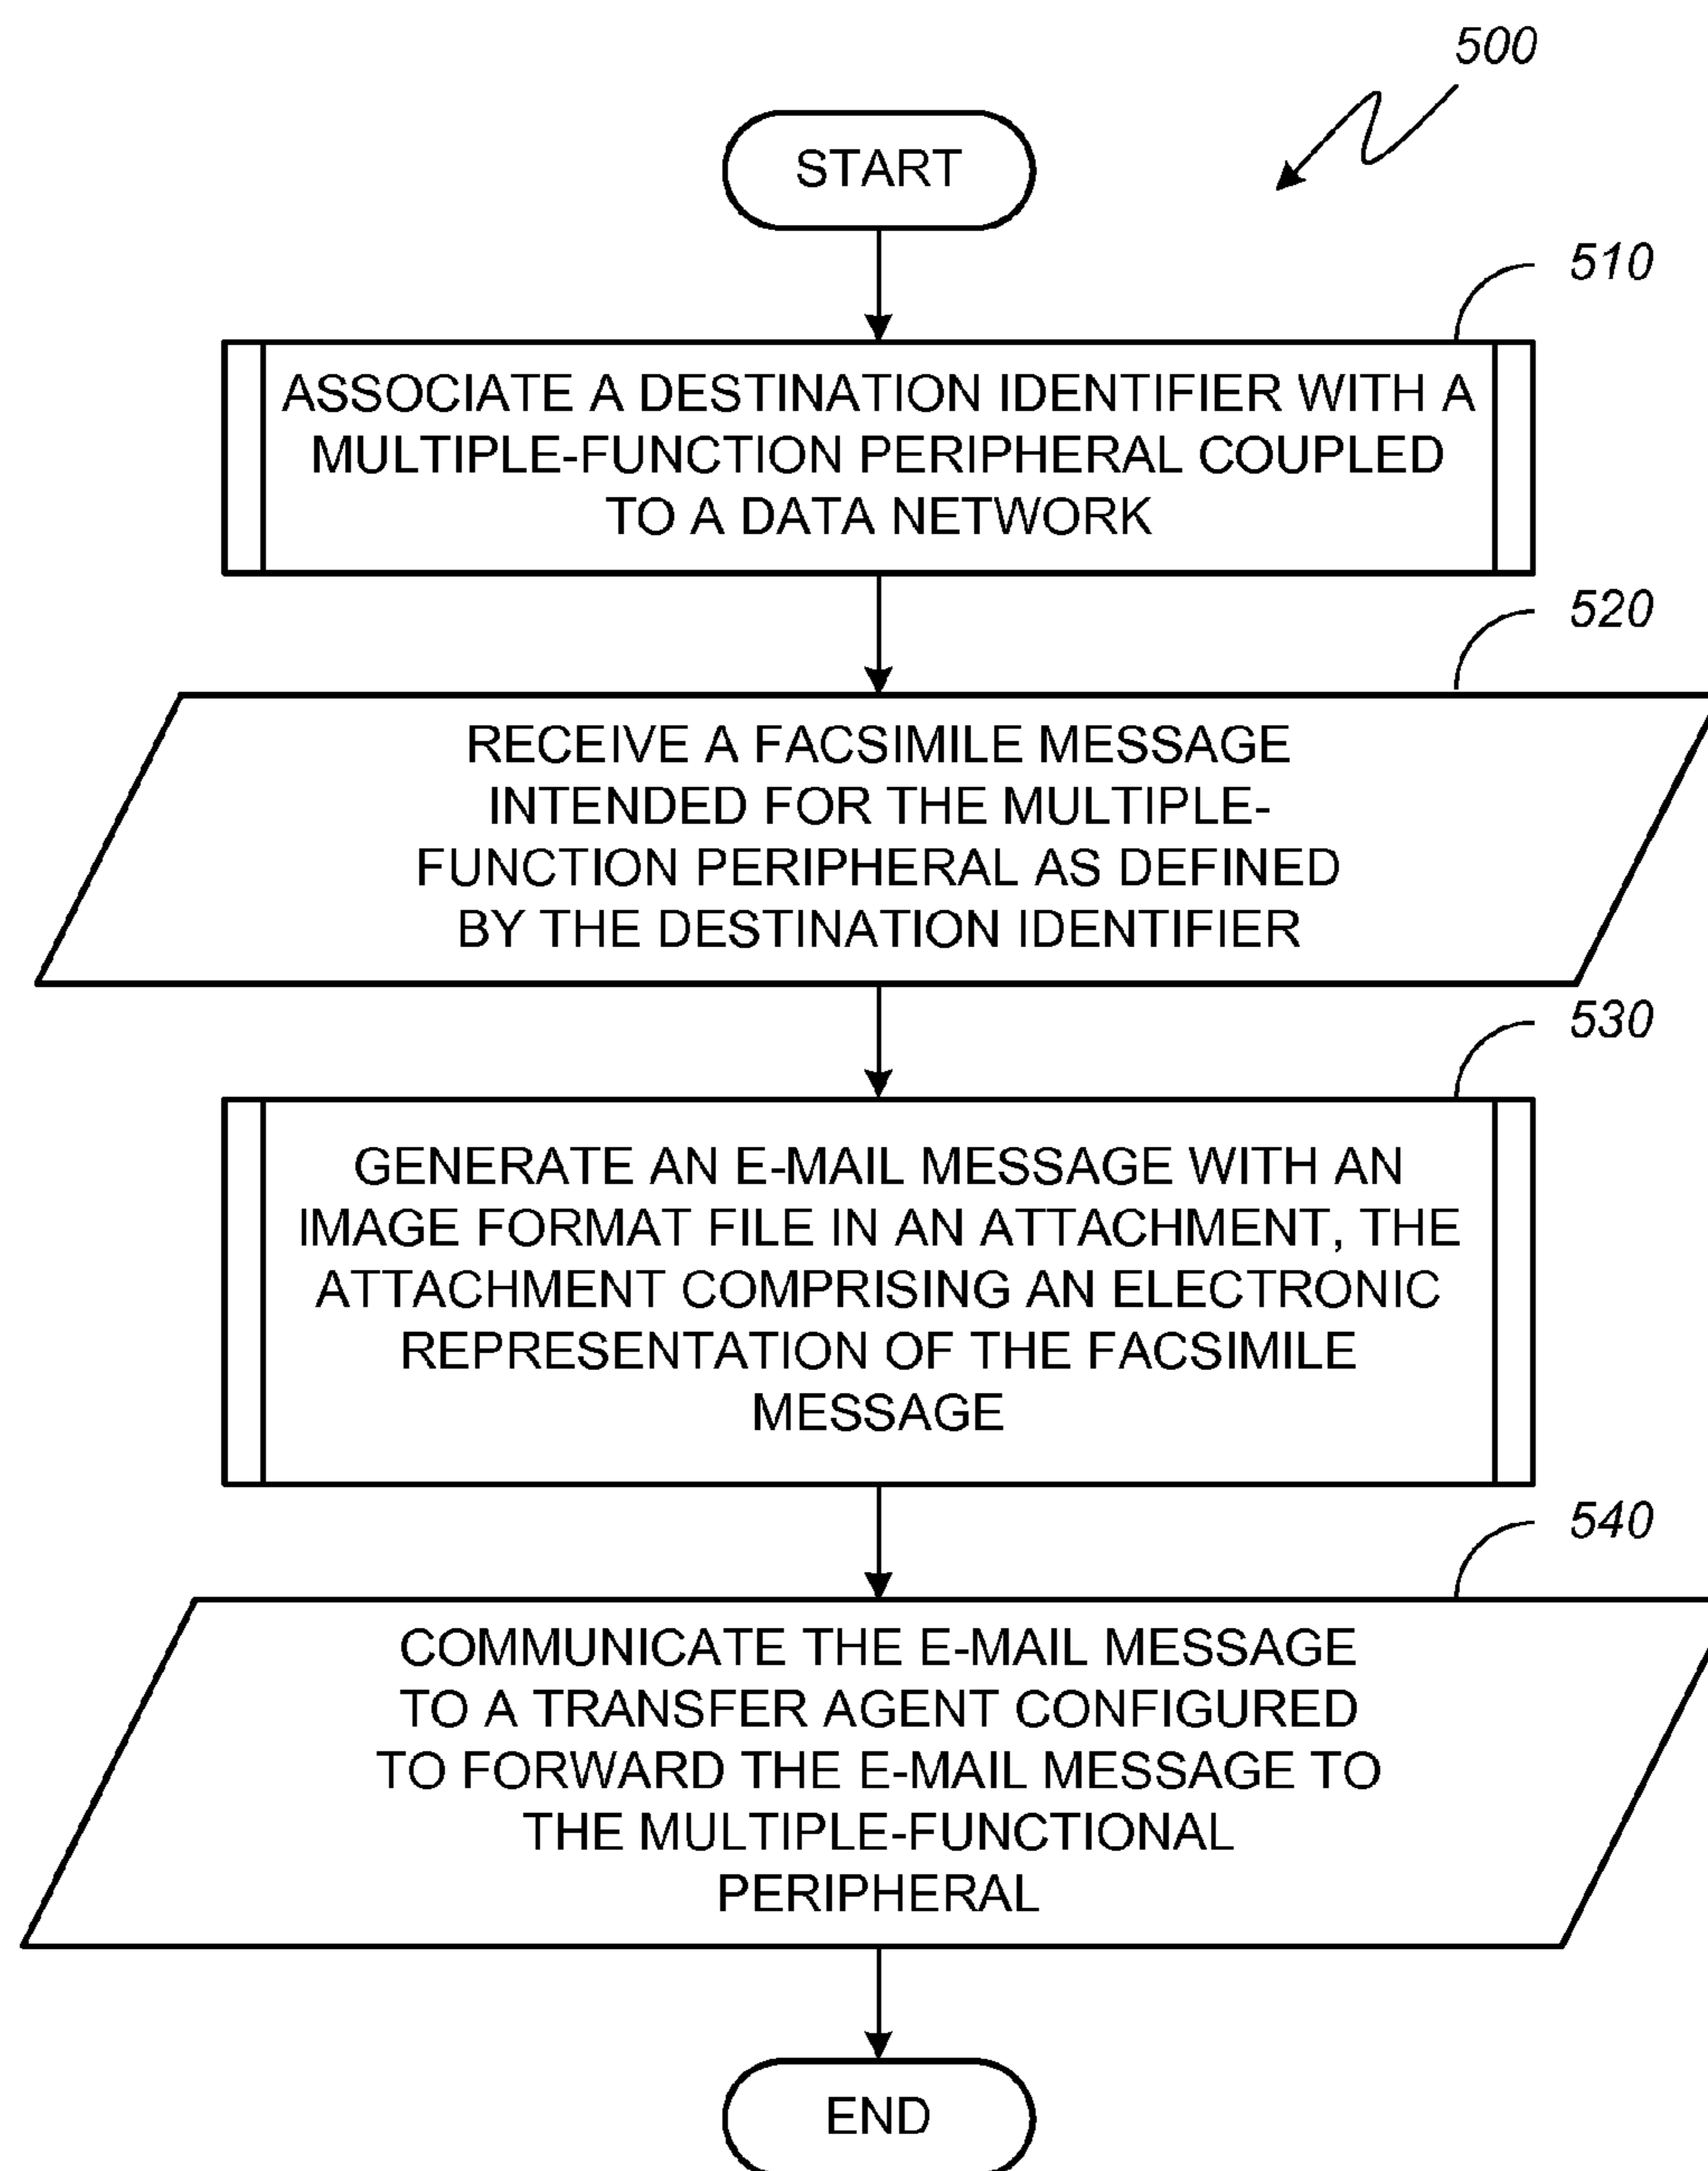 500
START
510
ASSOCIATE A DESTINATION IDENTIFIER WITH A
MULTIPLE-FUNCTION PERIPHERAL COUPLED
TO A DATA NETWORK
520
RECEIVE A FACSIMILE MESSAGE
INTENDED FOR THE MULTIPLE-
FUNCTION PERIPHERAL AS DEFINED
BY THE DESTINATION IDENTIFIER
530
GENERATE AN E-MAIL MESSAGE WITH AN
IMAGE FORMAT FILE IN AN ATTACHMENT, THE
ATTACHMENT COMPRISING AN ELECTRONIC
REPRESENTATION OF THE FACSIMILE
MESSAGE
540
COMMUNICATE THE E-MAIL MESSAGE
TO A TRANSFER AGENT CONFIGURED
TO FORWARD THE E-MAIL MESSAGE TO
THE MULTIPLE-FUNCTIONAL
PERIPHERAL
END